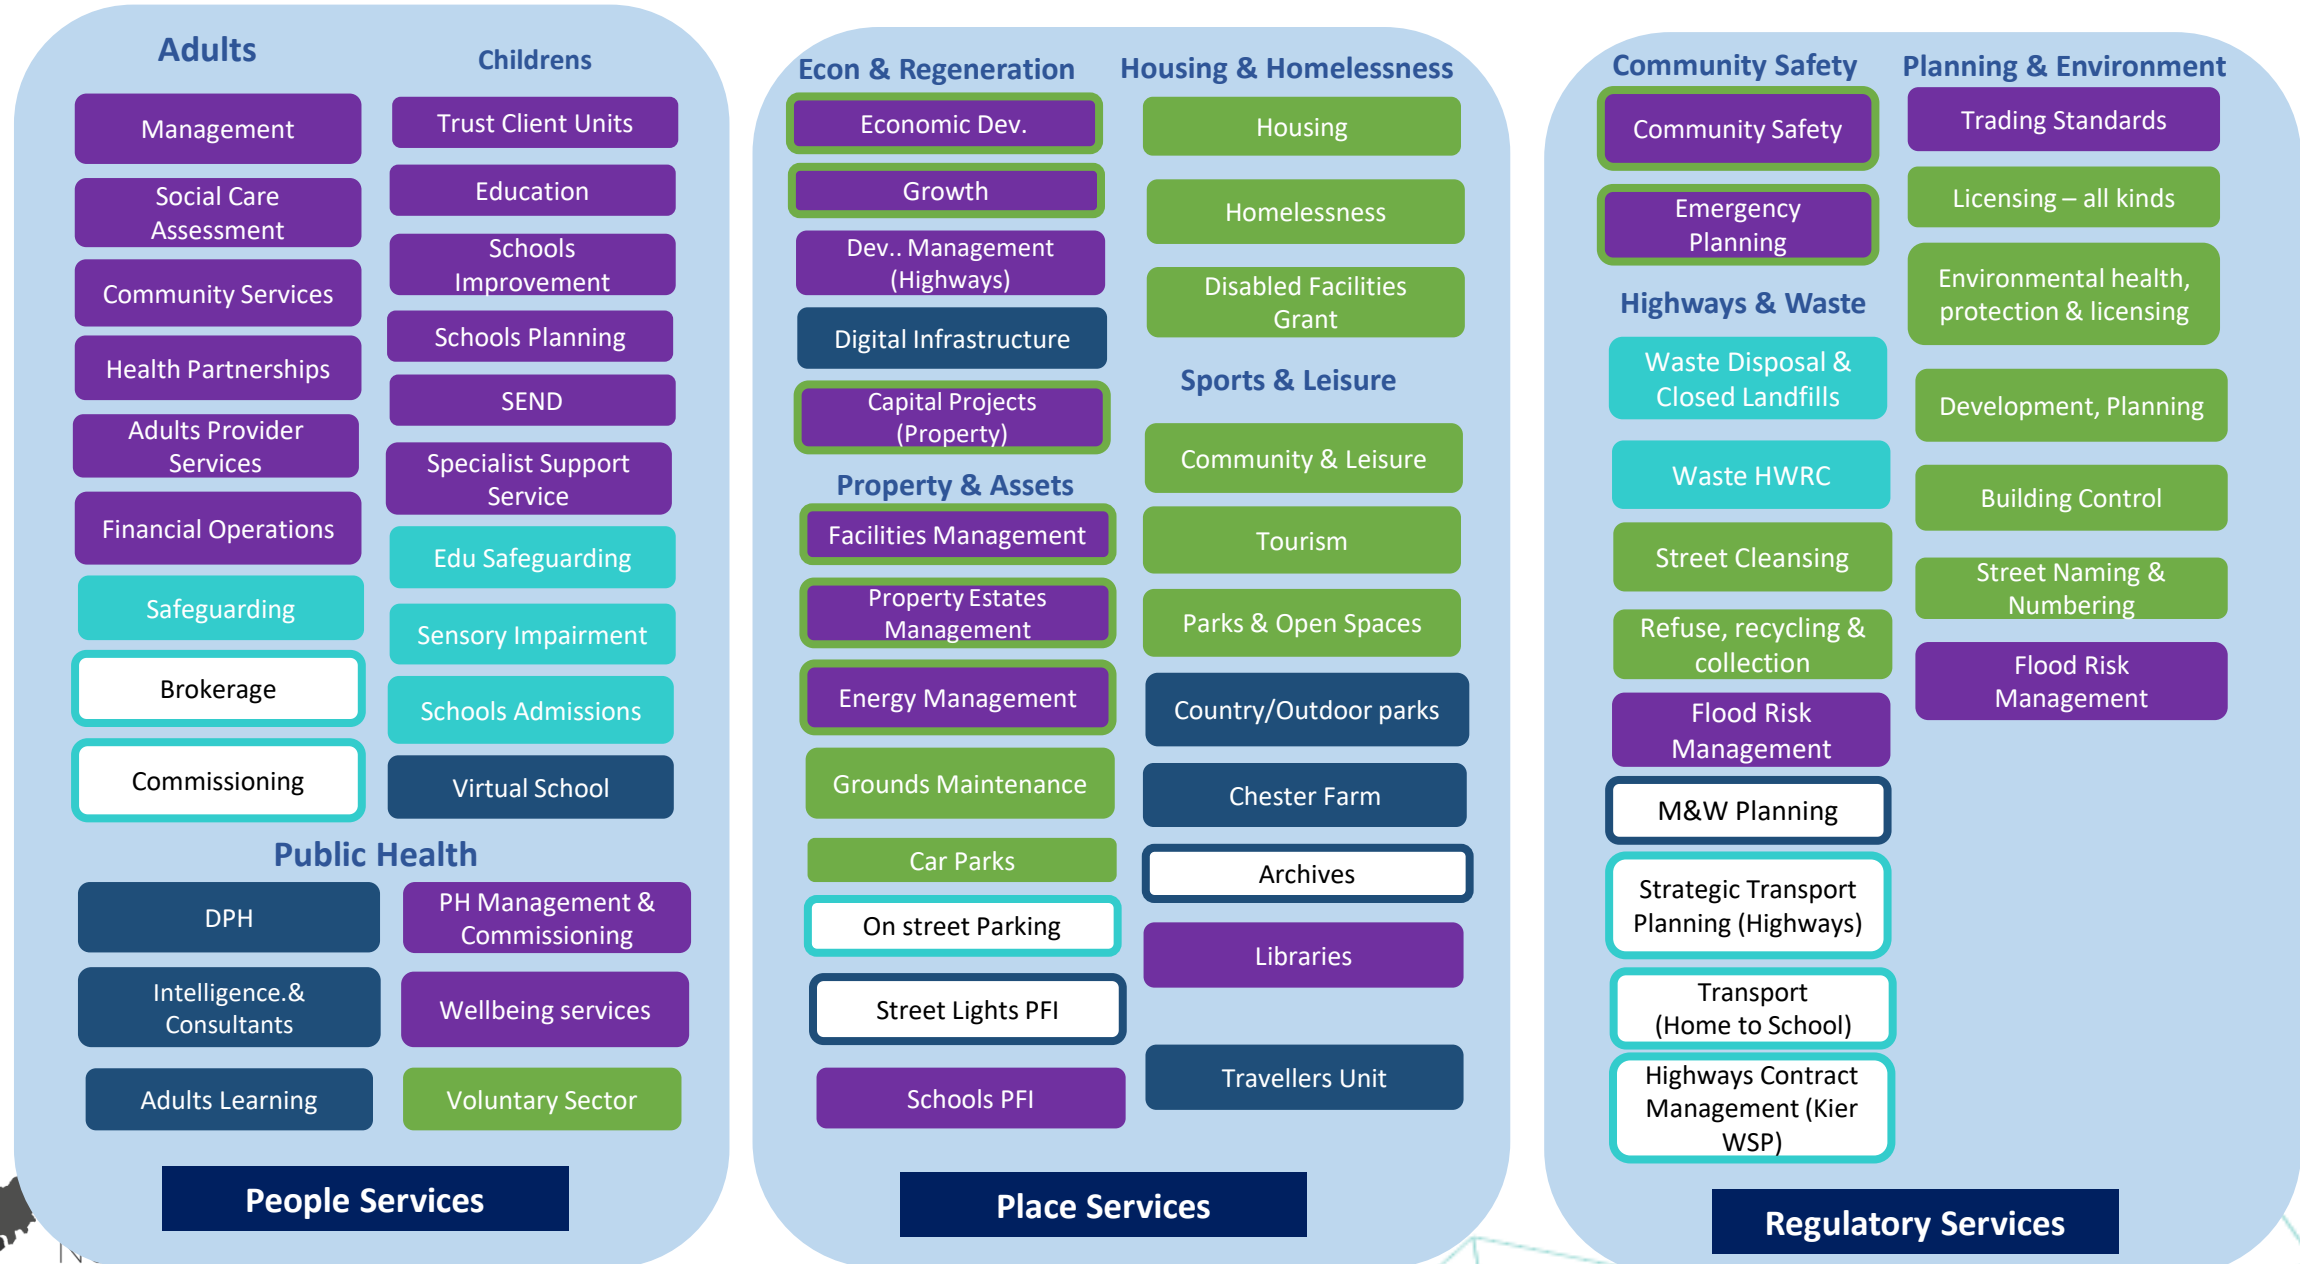 Adults
Management
Social Care
Assessment
Community Services
Health Partnerships
Adults Provider
Services
Financial Operations
Safeguarding
Brokerage
Commissioning
Childrens
Trust Client Units
Education
Schools
Improvement
Schools Planning
SEND
Specialist Support
Service
Edu Safeguarding
Sensory Impairment
Schools Admissions
Virtual School
Public Health
DPH
Intelligence.&
Consultants
Adults Learning
PH Management &
Commissioning
Wellbeing services
Voluntary Sector
People Services
Econ & Regeneration
Economic Dev.
Growth
Dev.. Management
(Highways)
Digital Infrastructure
Capital Projects
(Property)
Property & Assets
Facilities Management
Property Estates
Management
Energy Management
Grounds Maintenance
Car Parks
On street Parking
Street Lights PFI
Schools PFI
Housing & Homelessness
Housing
Homelessness
Disabled Facilities
Grant
Sports & Leisure
Community & Leisure
Tourism
Parks & Open Spaces
Country/Outdoor parks
Chester Farm
Archives
Libraries
Travellers Unit
Place Services
Community Safety
Community Safety
Emergency
Planning
Highways & Waste
Waste Disposal &
Closed Landfills
Waste HWRC
Street Cleansing
Refuse, recycling &
collection
Flood Risk
Management
M&W Planning
Strategic Transport
Planning (Highways)
Transport
(Home to School)
Highways Contract
Management (Kier
WSP)
Planning & Environment
Trading Standards
Licensing – all kinds
Environmental health,
protection & licensing
Development, Planning
Building Control
Street Naming &
Numbering
Flood Risk
Management
Regulatory Services